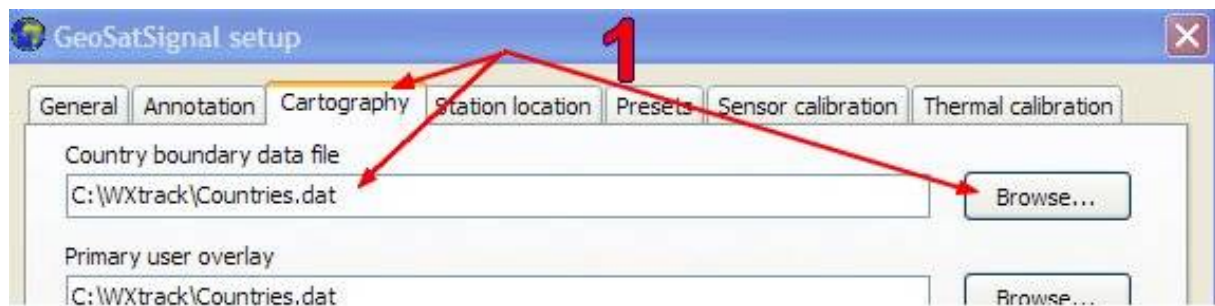 GeoSatSignal setup
1
General Annotation Cartography Station location Presets Sensor calibration Thermal calibration
Country boundary data file
C:\WXtrack\Countries.dat Browse...
Primary user overlay
C:\WXtrack\Countries.dat Browse...